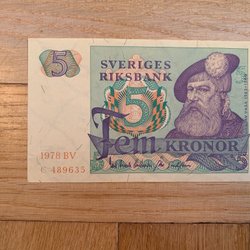 5
SVERIGES
RIKSBANK
5
1978 BV
Fem KRONOR
C 489635